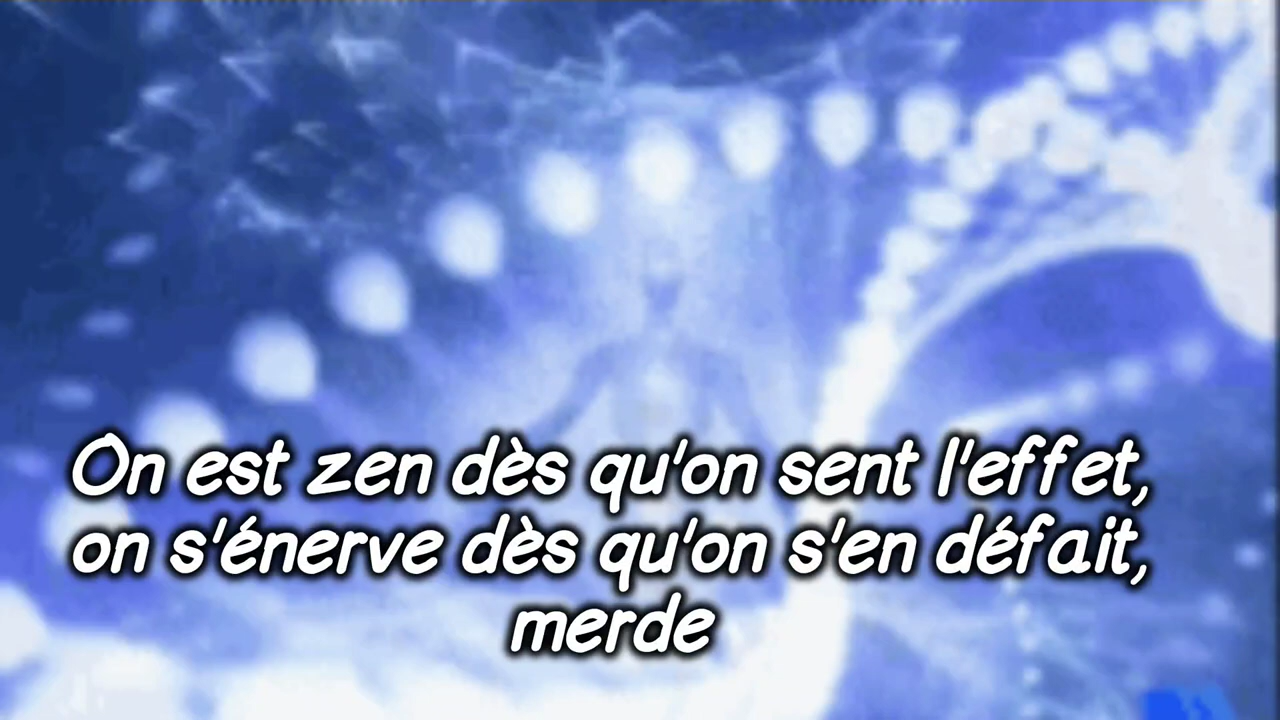 On est zen dès qu'on sent l'effet,
on s'énerve dès qu'on s'en défait,
merde